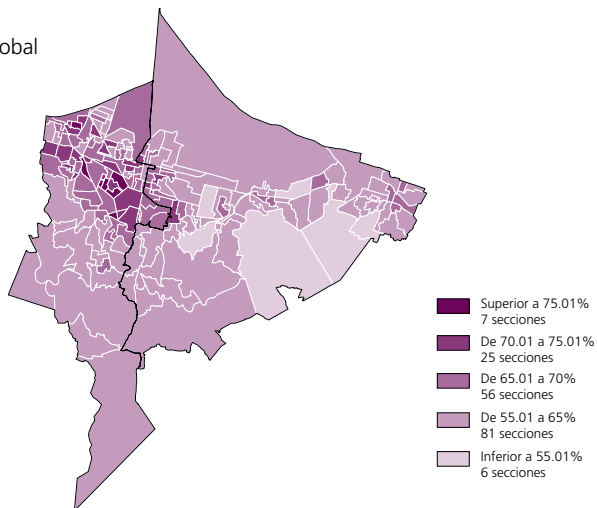 obal
Superior a 75.01%
7 secciones
De 70.01 a 75.01%
25 secciones
De 65.01 a 70%
56 secciones
De 55.01 a 65%
81 secciones
Inferior a 55.01%
6 secciones